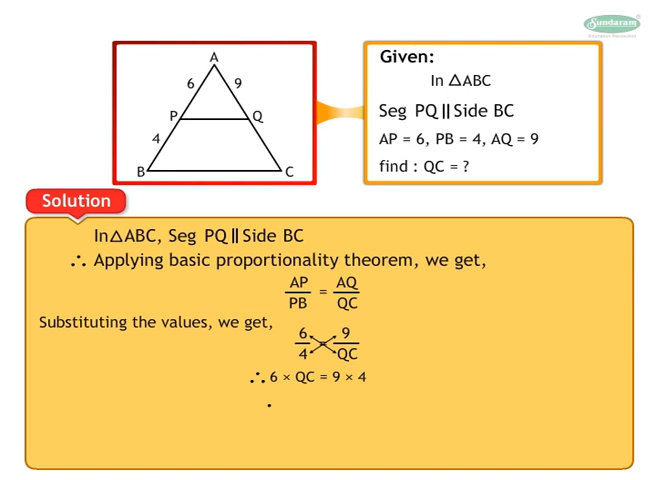 Sundaram
A
6
9
P
Q
4
B
C
Given:
In △ABC
Seg PQ || Side BC
AP = 6, PB = 4, AQ = 9
find : QC = ?
Solution
In△ABC, Seg PQ || Side BC
∴ Applying basic proportionality theorem, we get,
AP/PB = AQ/QC
Substituting the values, we get,
6/4 = 9/QC
∴ 6 × QC = 9 × 4